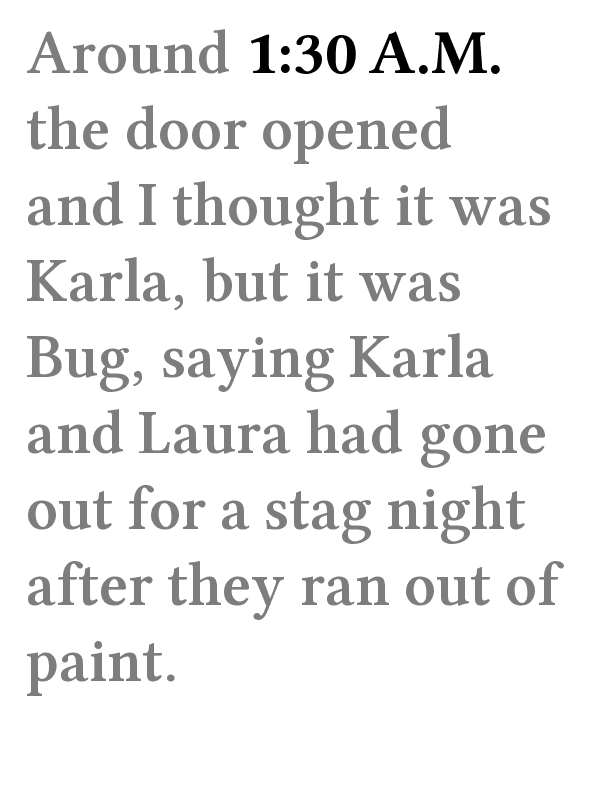 Around 1:30 A.M.
the door opened
and I thought it was
Karla, but it was
Bug, saying Karla
and Laura had gone
out for a stag night
after they ran out of
paint.